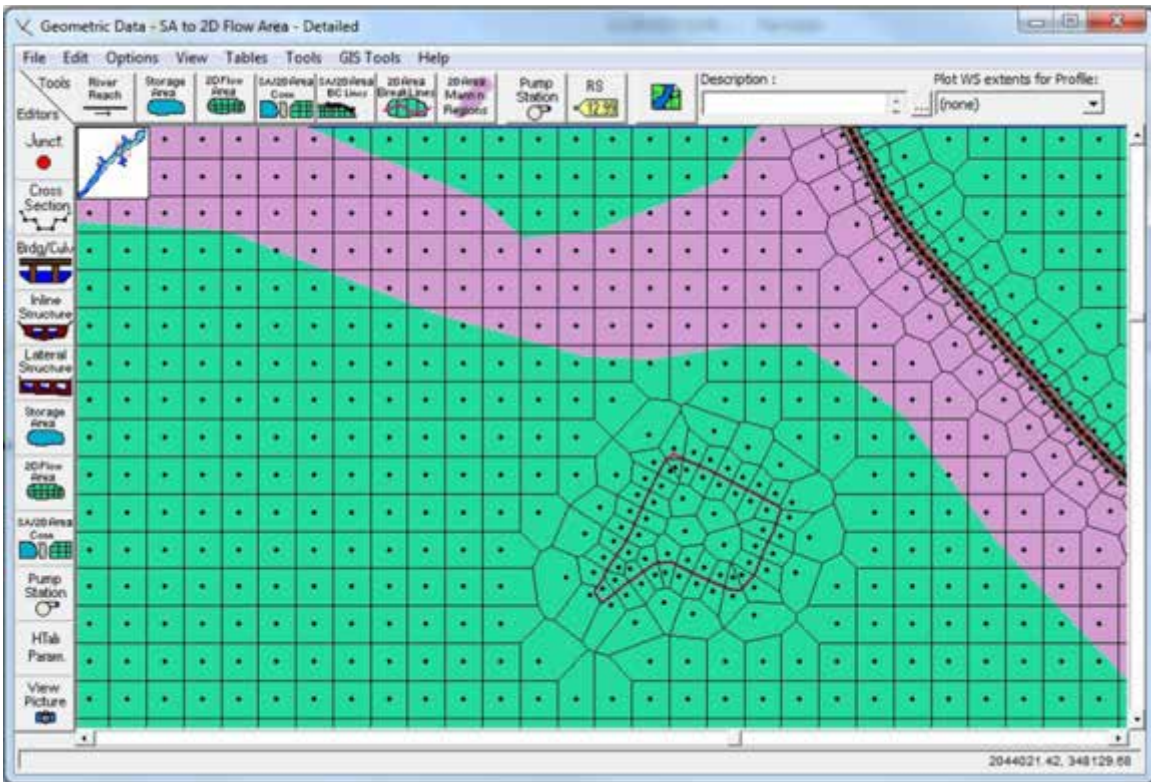 Geometric Data - SA to 2D Flow Area - Detailed
File Edit Options View Tables Tools GIS Tools Help
Tools
Editors
River
Reach
Storage
Area
2D Flow
Area
SA/2D Area
Conn
SA/2D Area
BC Lines
2D Area
BreakLines
2D Area
Mann n
Regions
Pump
Station
RS
Description :
...
Plot WS extents for Profile:
(none)
Junct.
Cross
Section
Brdg/Culv
Inline
Structure
Lateral
Structure
Storage
Area
2D Flow
Area
SA/2D Area
Conn
Pump
Station
HTab
Param.
View
Picture
2044021.42, 348129.68